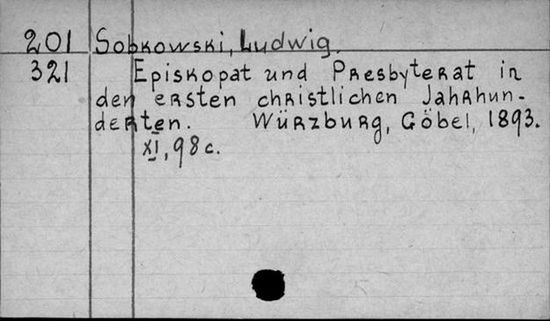 201 Sobkowski, Ludwig.
321 Episkopat und Presbyterat in
den ersten christlichen Jahrhun-
derten. Würzburg, Göbel, 1893.
XI, 98 c.